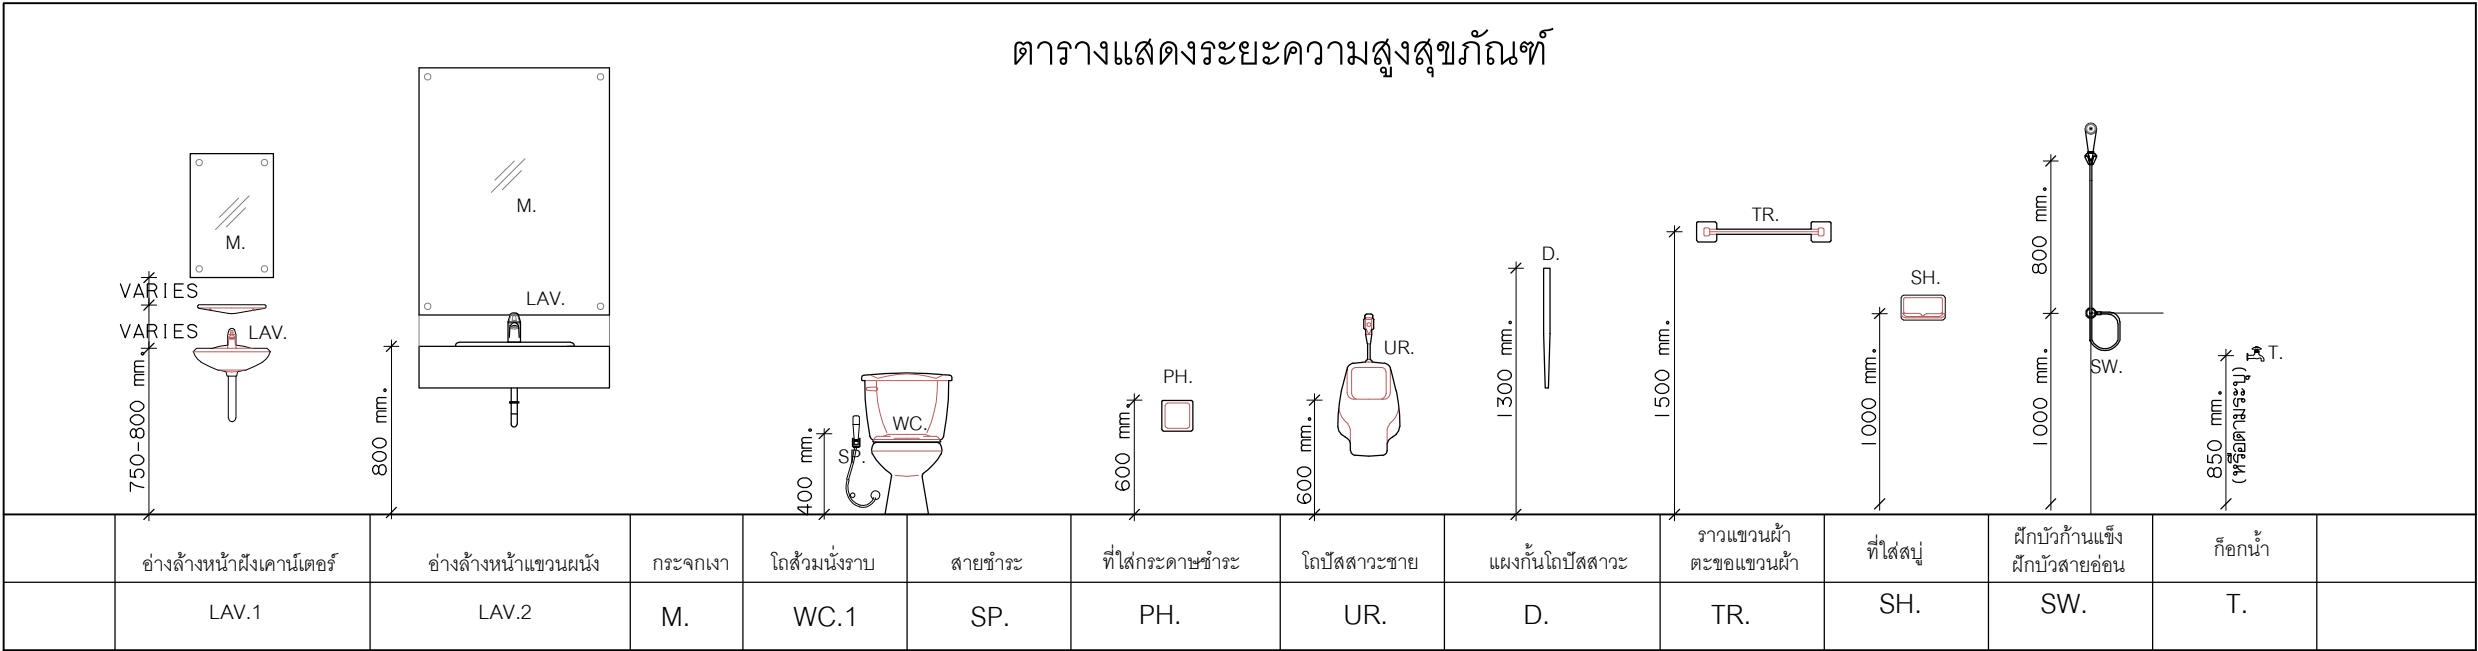 ตารางแสดงระยะความสูงสุขภัณฑ์
M.
VARIES
VARIES
LAV.
750-800 mm.
M.
LAV.
800 mm.
WC.
SP.
400 mm.
PH.
600 mm.
UR.
600 mm.
D.
1300 mm.
TR.
1500 mm.
SH.
1000 mm.
800 mm.
1000 mm.
SW.
T.
850 mm.
(หรือตามระบุ)
อ่างล้างหน้าฝังเคาน์เตอร์
อ่างล้างหน้าแขวนผนัง
กระจกเงา
โถส้วมนั่งราบ
สายชำระ
ที่ใส่กระดาษชำระ
โถปัสสาวะชาย
แผงกั้นโถปัสสาวะ
ราวแขวนผ้า
ตะขอแขวนผ้า
ที่ใส่สบู่
ฝักบัวก้านแข็ง
ฝักบัวสายอ่อน
ก็อกน้ำ
LAV.1
LAV.2
M.
WC.1
SP.
PH.
UR.
D.
TR.
SH.
SW.
T.